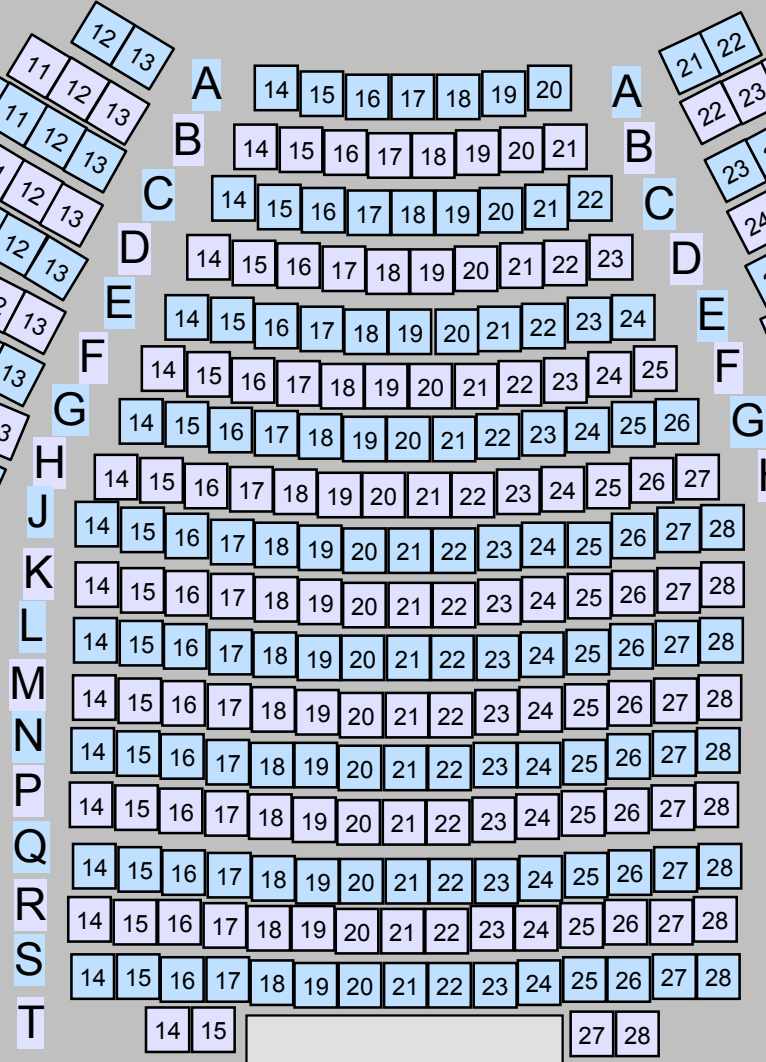 12 13
11 12 13
11 12 13
12 13
12 13
13
13
A 14 15 16 17 18 19 20 A 21 22
B 14 15 16 17 18 19 20 21 B 22 23
C 14 15 16 17 18 19 20 21 22 C 23
D 14 15 16 17 18 19 20 21 22 23 D 24
E 14 15 16 17 18 19 20 21 22 23 24 E
F 14 15 16 17 18 19 20 21 22 23 24 25 F
G 14 15 16 17 18 19 20 21 22 23 24 25 26 G
H 14 15 16 17 18 19 20 21 22 23 24 25 26 27
J 14 15 16 17 18 19 20 21 22 23 24 25 26 27 28
K 14 15 16 17 18 19 20 21 22 23 24 25 26 27 28
L 14 15 16 17 18 19 20 21 22 23 24 25 26 27 28
M 14 15 16 17 18 19 20 21 22 23 24 25 26 27 28
N 14 15 16 17 18 19 20 21 22 23 24 25 26 27 28
P 14 15 16 17 18 19 20 21 22 23 24 25 26 27 28
Q 14 15 16 17 18 19 20 21 22 23 24 25 26 27 28
R 14 15 16 17 18 19 20 21 22 23 24 25 26 27 28
S 14 15 16 17 18 19 20 21 22 23 24 25 26 27 28
T 14 15 27 28